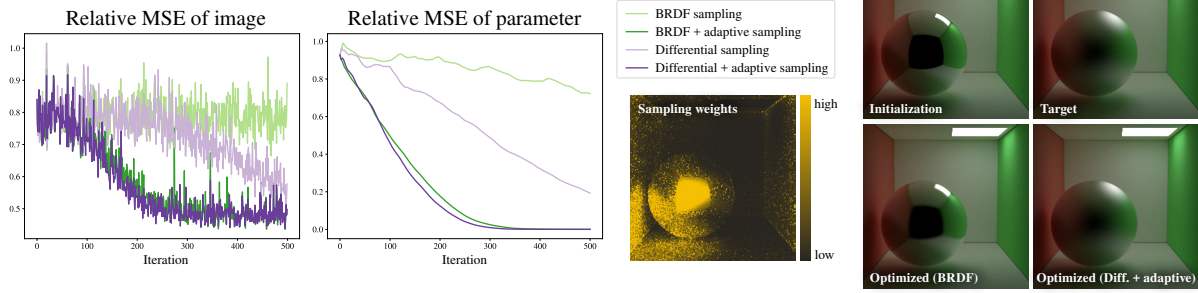 Relative MSE of image
1.0
0.9
0.8
0.7
0.6
0.5
0
100
200
300
400
500
Iteration
Relative MSE of parameter
1.0
0.8
0.6
0.4
0.2
0.0
0
100
200
300
400
500
Iteration
BRDF sampling
BRDF + adaptive sampling
Differential sampling
Differential + adaptive sampling
Sampling weights
high
low
Initialization
Target
Optimized (BRDF)
Optimized (Diff. + adaptive)